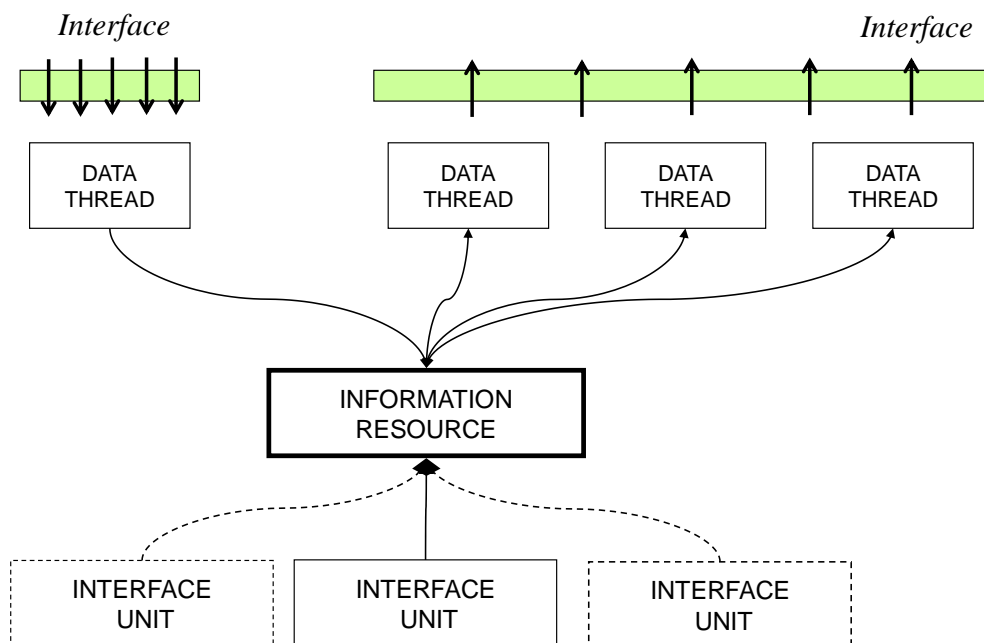 Interface
Interface
DATA
THREAD
DATA
THREAD
DATA
THREAD
DATA
THREAD
INFORMATION
RESOURCE
INTERFACE
UNIT
INTERFACE
UNIT
INTERFACE
UNIT